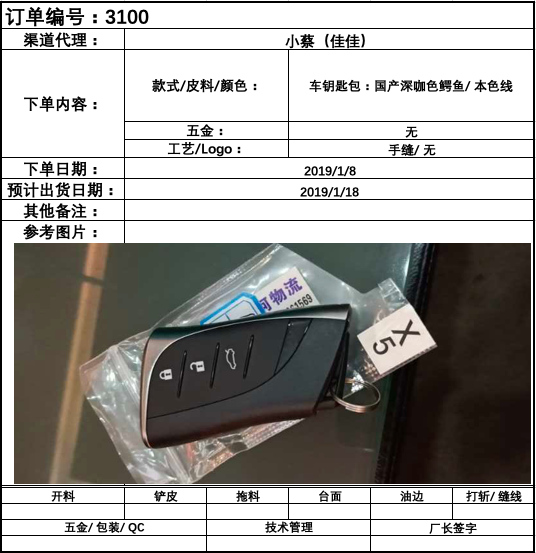 订单编号：3100
渠道代理： 小蔡（佳佳）
下单内容： 款式/皮料/颜色： 车钥匙包：国产深咖色鳄鱼/ 本色线
五金： 无
工艺/Logo： 手缝/ 无
下单日期： 2019/1/8
预计出货日期： 2019/1/18
其他备注：
参考图片：
河物流
61569
X
5
开料 铲皮 拖料 台面 油边 打斩/ 缝线
五金/ 包装/ QC 技术管理 厂长签字